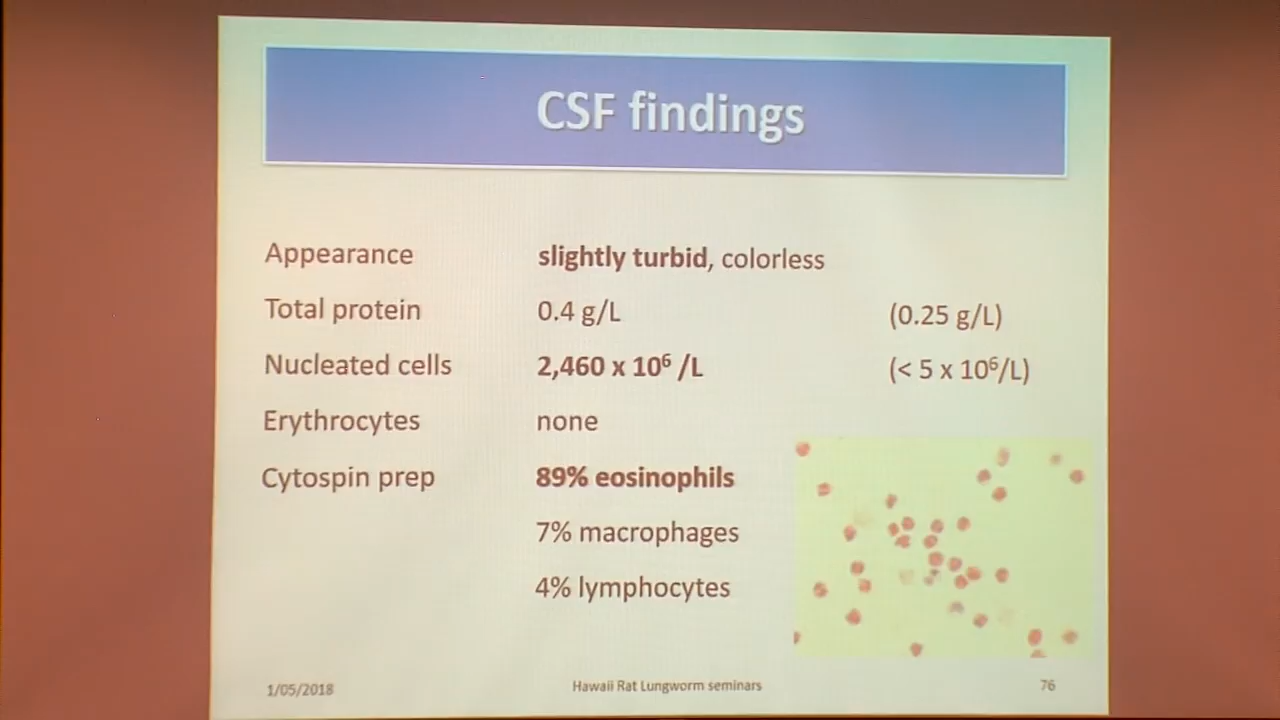 CSF findings
Appearance slightly turbid, colorless
Total protein 0.4 g/L (0.25 g/L)
Nucleated cells 2,460 x 10⁶ /L (< 5 x 10⁶/L)
Erythrocytes none
Cytospin prep 89% eosinophils
7% macrophages
4% lymphocytes
1/05/2018 Hawaii Rat Lungworm seminars 76